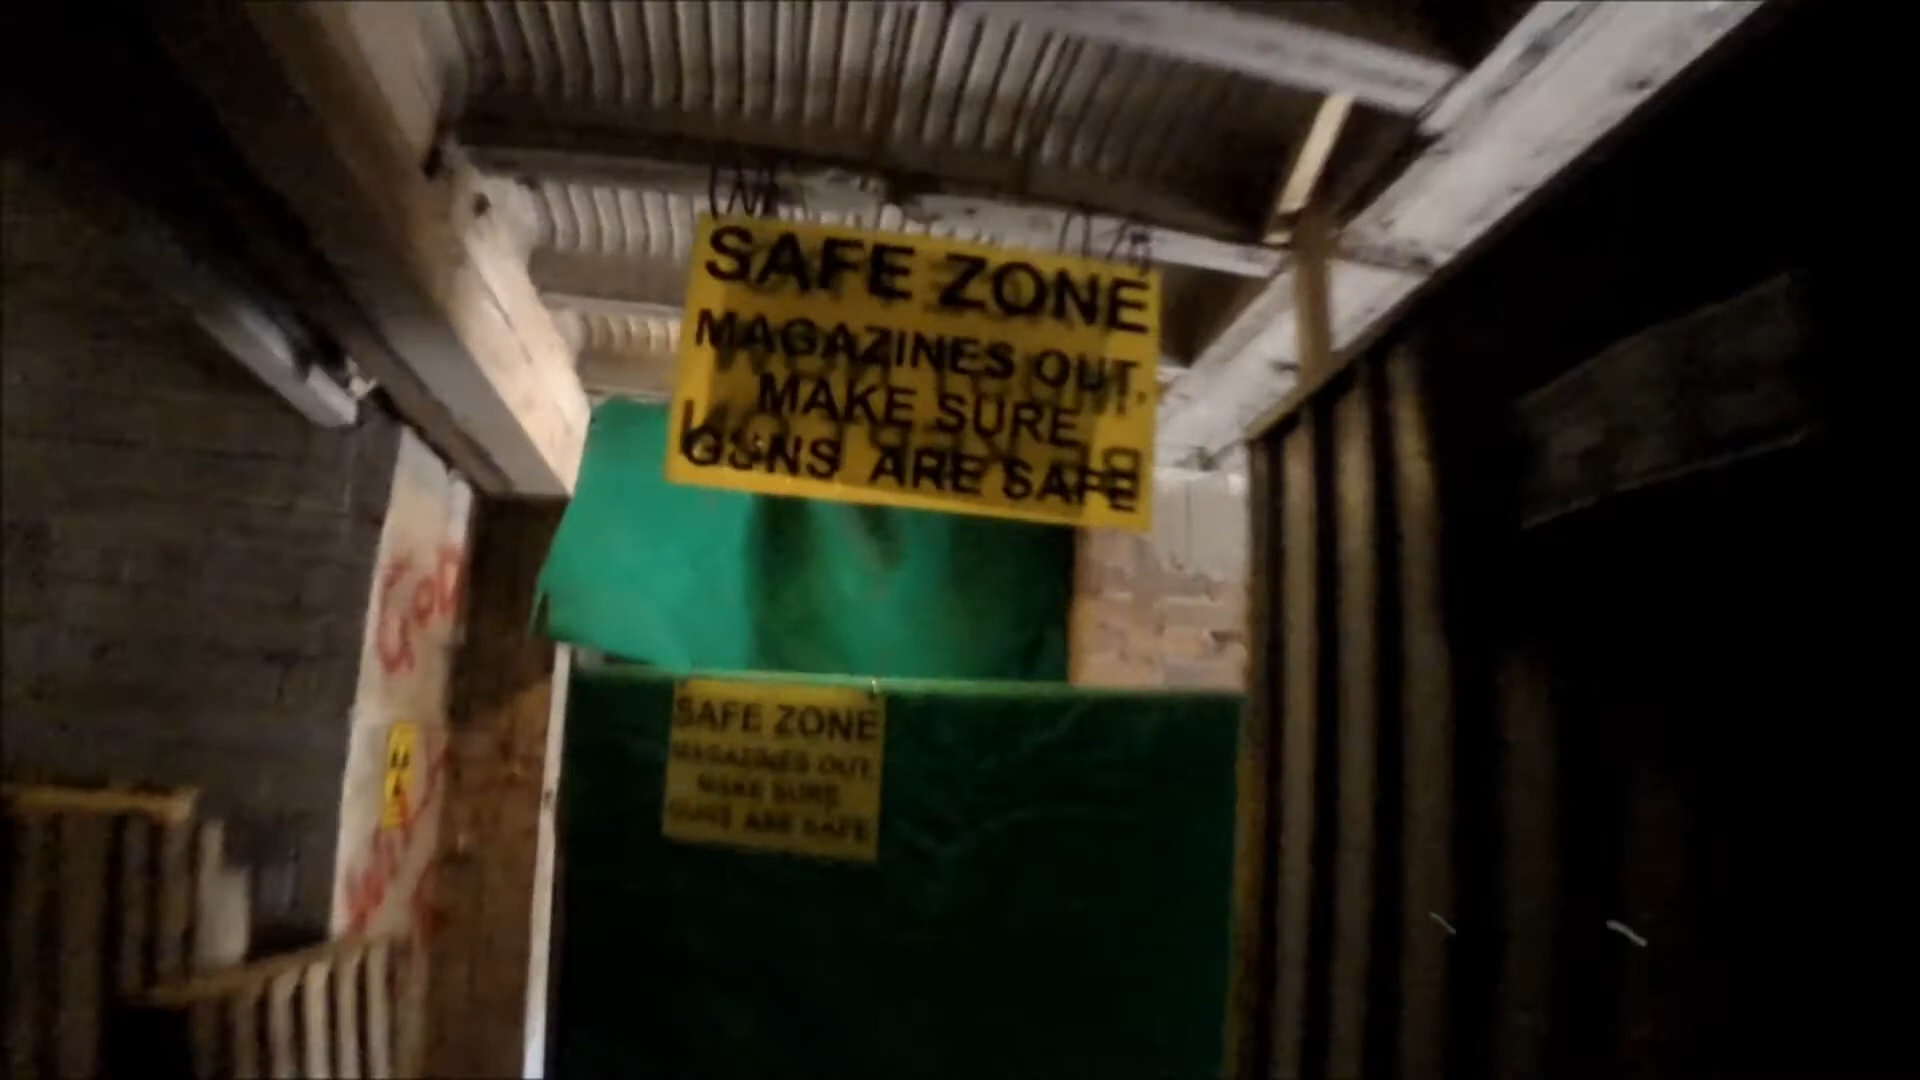 SAFE ZONE
MAGAZINES OUT,
MAKE SURE
GUNS ARE SAFE
SAFE ZONE
MAGAZINES OUT,
MAKE SURE
GUNS ARE SAFE